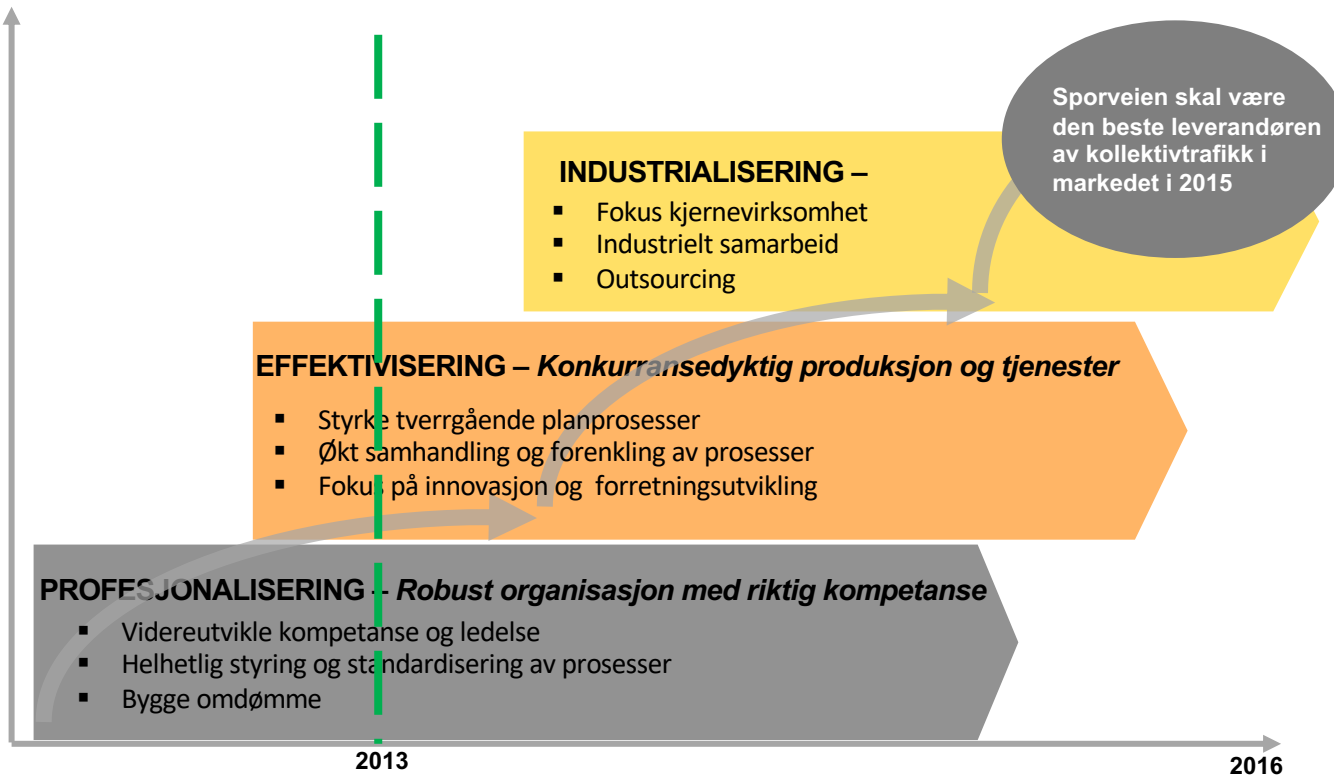 Sporveien skal være
den beste leverandøren
av kollektivtrafikk i
markedet i 2015
INDUSTRIALISERING –
▪ Fokus kjernevirksomhet
▪ Industrielt samarbeid
▪ Outsourcing
EFFEKTIVISERING – Konkurransedyktig produksjon og tjenester
▪ Styrke tverrgående planprosesser
▪ Økt samhandling og forenkling av prosesser
▪ Fokus på innovasjon og forretningsutvikling
PROFESJONALISERING – Robust organisasjon med riktig kompetanse
▪ Videreutvikle kompetanse og ledelse
▪ Helhetlig styring og standardisering av prosesser
▪ Bygge omdømme
2013
2016